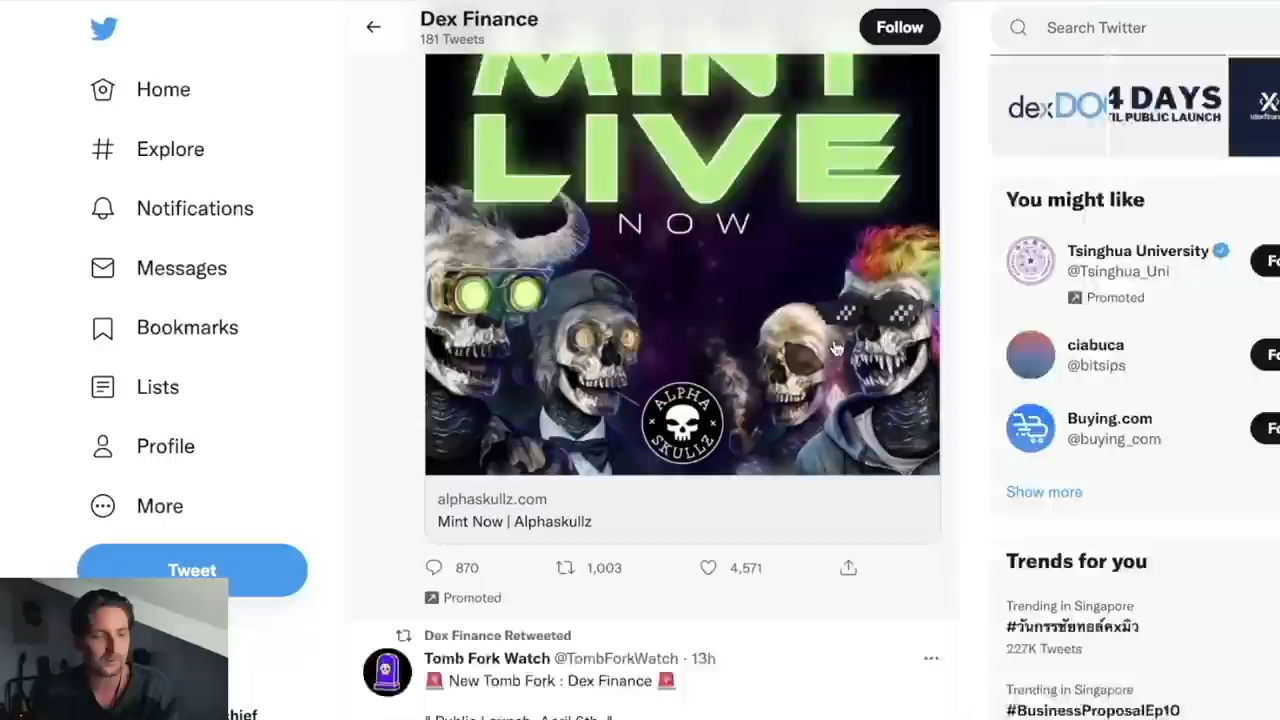 Dex Finance
181 Tweets
Follow
Search Twitter
Home
Explore
Notifications
Messages
Bookmarks
Lists
Profile
More
Tweet
MINT
LIVE
NOW
ALPHA
SKULLZ
alphaskullz.com
Mint Now | Alphaskullz
870
1,003
4,571
Promoted
Dex Finance Retweeted
Tomb Fork Watch @TombForkWatch · 13h
🚨 New Tomb Fork : Dex Finance 🚨
4 DAYS
TIL PUBLIC LAUNCH
You might like
Tsinghua University
@Tsinghua_Uni
Promoted
ciabuca
@bitsips
Buying.com
@buying_com
Show more
Trends for you
Trending in Singapore
#วันทรรชัยทอล์คxมิว
227K Tweets
Trending in Singapore
#BusinessProposalEp10